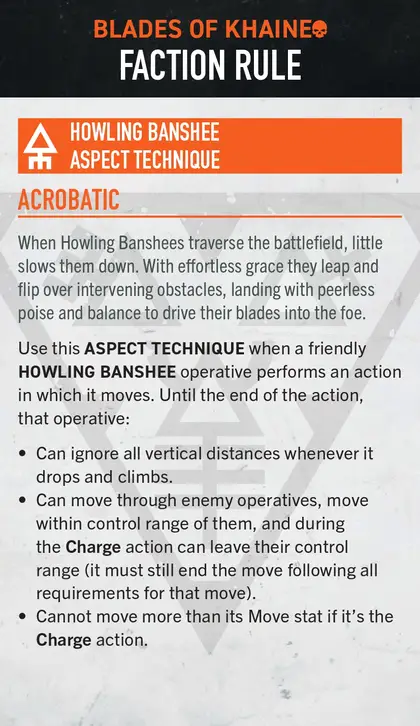 BLADES OF KHAINE
FACTION RULE
HOWLING BANSHEE
ASPECT TECHNIQUE
ACROBATIC
When Howling Banshees traverse the battlefield, little
slows them down. With effortless grace they leap and
flip over intervening obstacles, landing with peerless
poise and balance to drive their blades into the foe.
Use this ASPECT TECHNIQUE when a friendly
HOWLING BANSHEE operative performs an action
in which it moves. Until the end of the action,
that operative:
• Can ignore all vertical distances whenever it
drops and climbs.
• Can move through enemy operatives, move
within control range of them, and during
the Charge action can leave their control
range (it must still end the move following all
requirements for that move).
• Cannot move more than its Move stat if it’s the
Charge action.